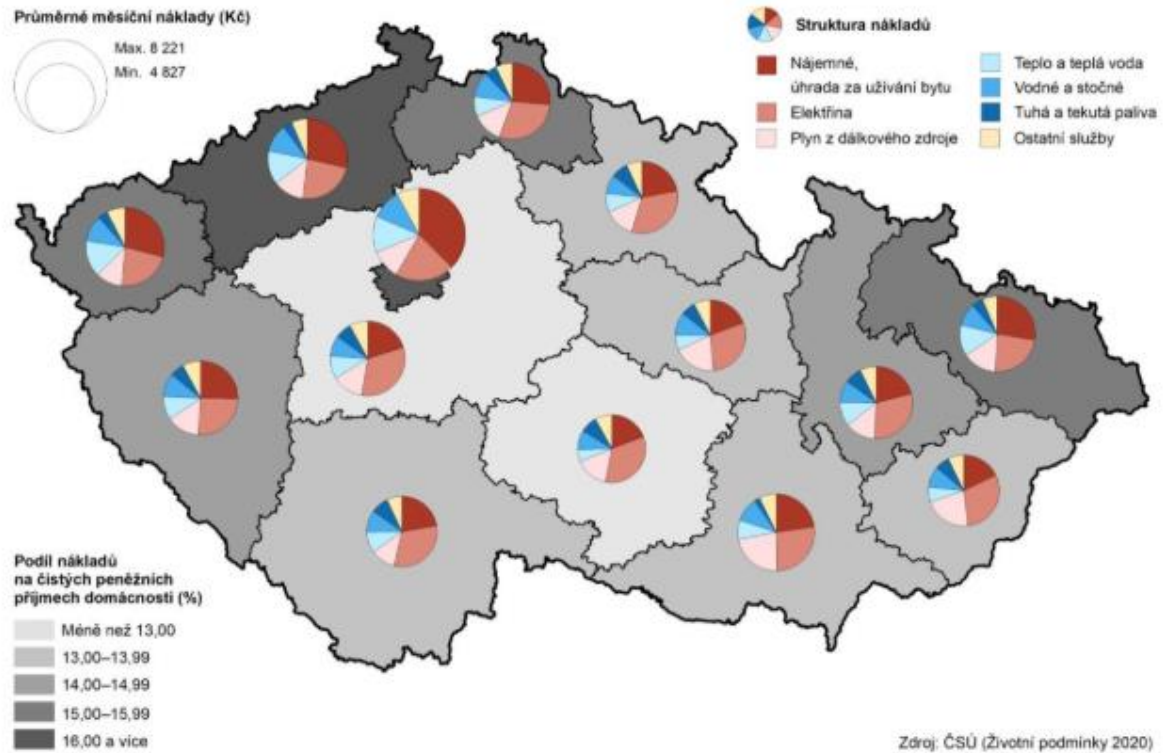 Průměrné měsíční náklady (Kč)
Max. 8 221
Min. 4 827
Struktura nákladů
Nájemné,
úhrada za užívání bytu
Elektřina
Plyn z dálkového zdroje
Teplo a teplá voda
Vodné a stočné
Tuhá a tekutá paliva
Ostatní služby
Podíl nákladů
na čistých peněžních
příjmech domácností (%)
Méně než 13,00
13,00–13,99
14,00–14,99
15,00–15,99
16,00 a více
Zdroj: ČSÚ (Životní podmínky 2020)